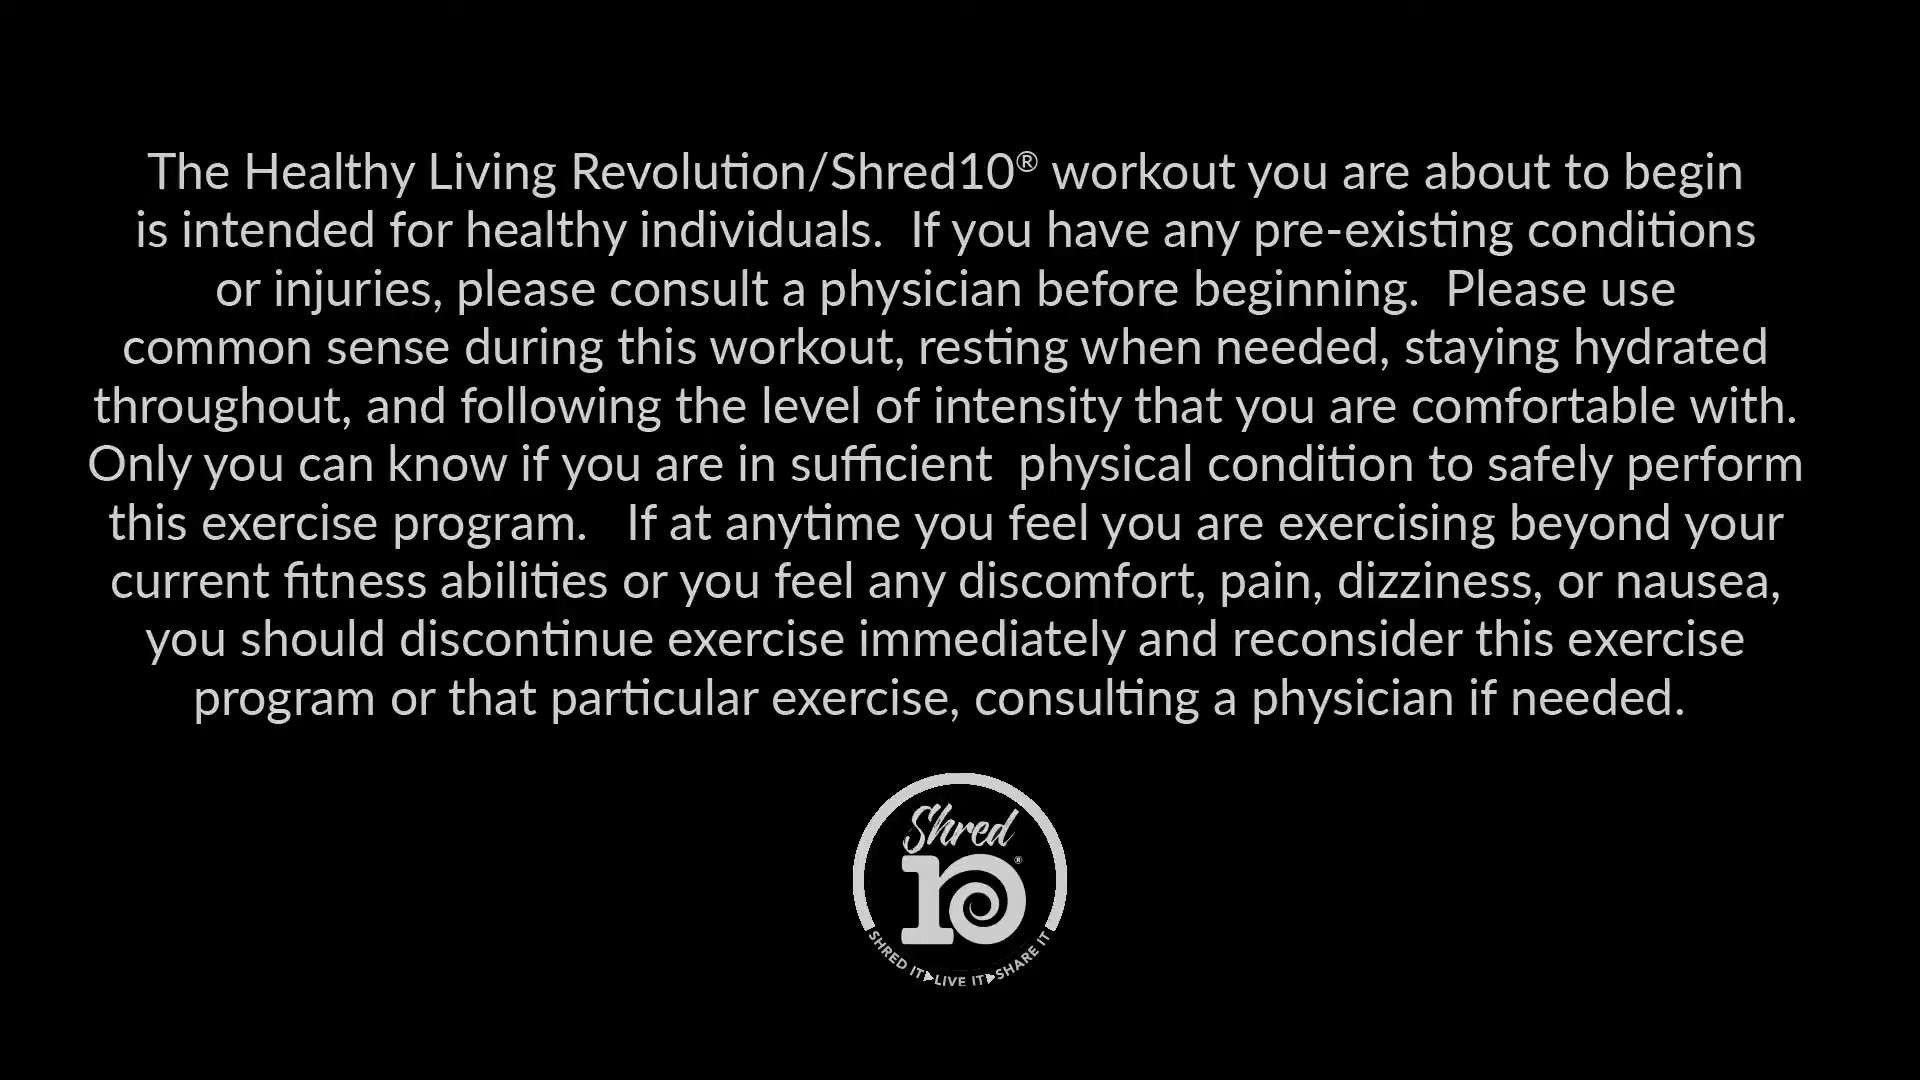 The Healthy Living Revolution/Shred10® workout you are about to begin
is intended for healthy individuals.  If you have any pre-existing conditions
or injuries, please consult a physician before beginning.  Please use
common sense during this workout, resting when needed, staying hydrated
throughout, and following the level of intensity that you are comfortable with.
Only you can know if you are in sufficient  physical condition to safely perform
this exercise program.   If at anytime you feel you are exercising beyond your
current fitness abilities or you feel any discomfort, pain, dizziness, or nausea,
you should discontinue exercise immediately and reconsider this exercise
program or that particular exercise, consulting a physician if needed.
Shred
10®
SHRED IT▶LIVE IT▶SHARE IT